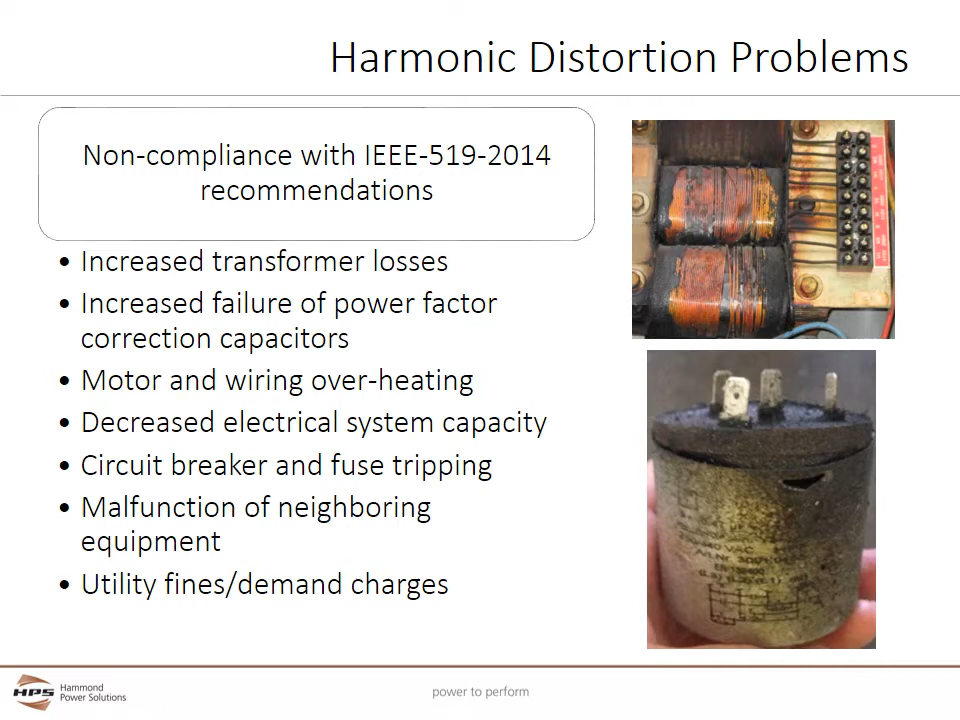 Harmonic Distortion Problems
Non-compliance with IEEE-519-2014
recommendations
• Increased transformer losses
• Increased failure of power factor
correction capacitors
• Motor and wiring over-heating
• Decreased electrical system capacity
• Circuit breaker and fuse tripping
• Malfunction of neighboring
equipment
• Utility fines/demand charges
VAC
HPS
Hammond
Power Solutions
power to perform